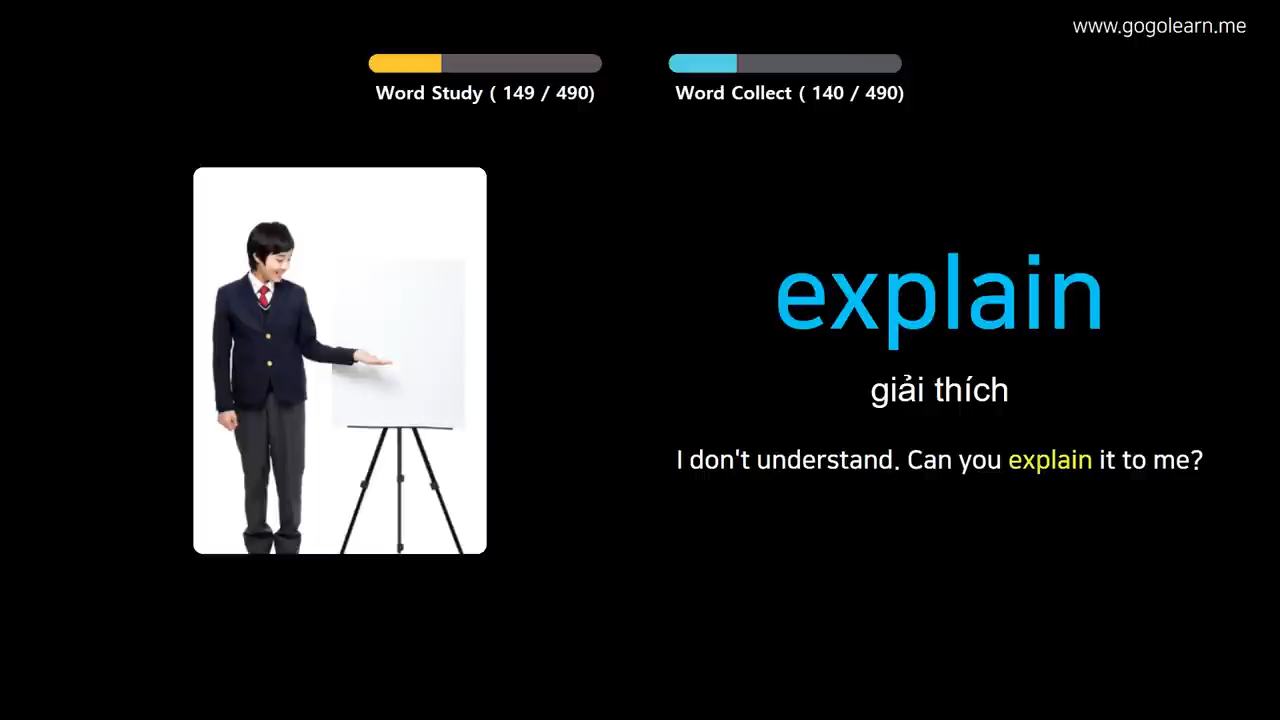 www.gogolearn.me
Word Study ( 149 / 490)
Word Collect ( 140 / 490)
explain
giải thích
I don't understand. Can you explain it to me?